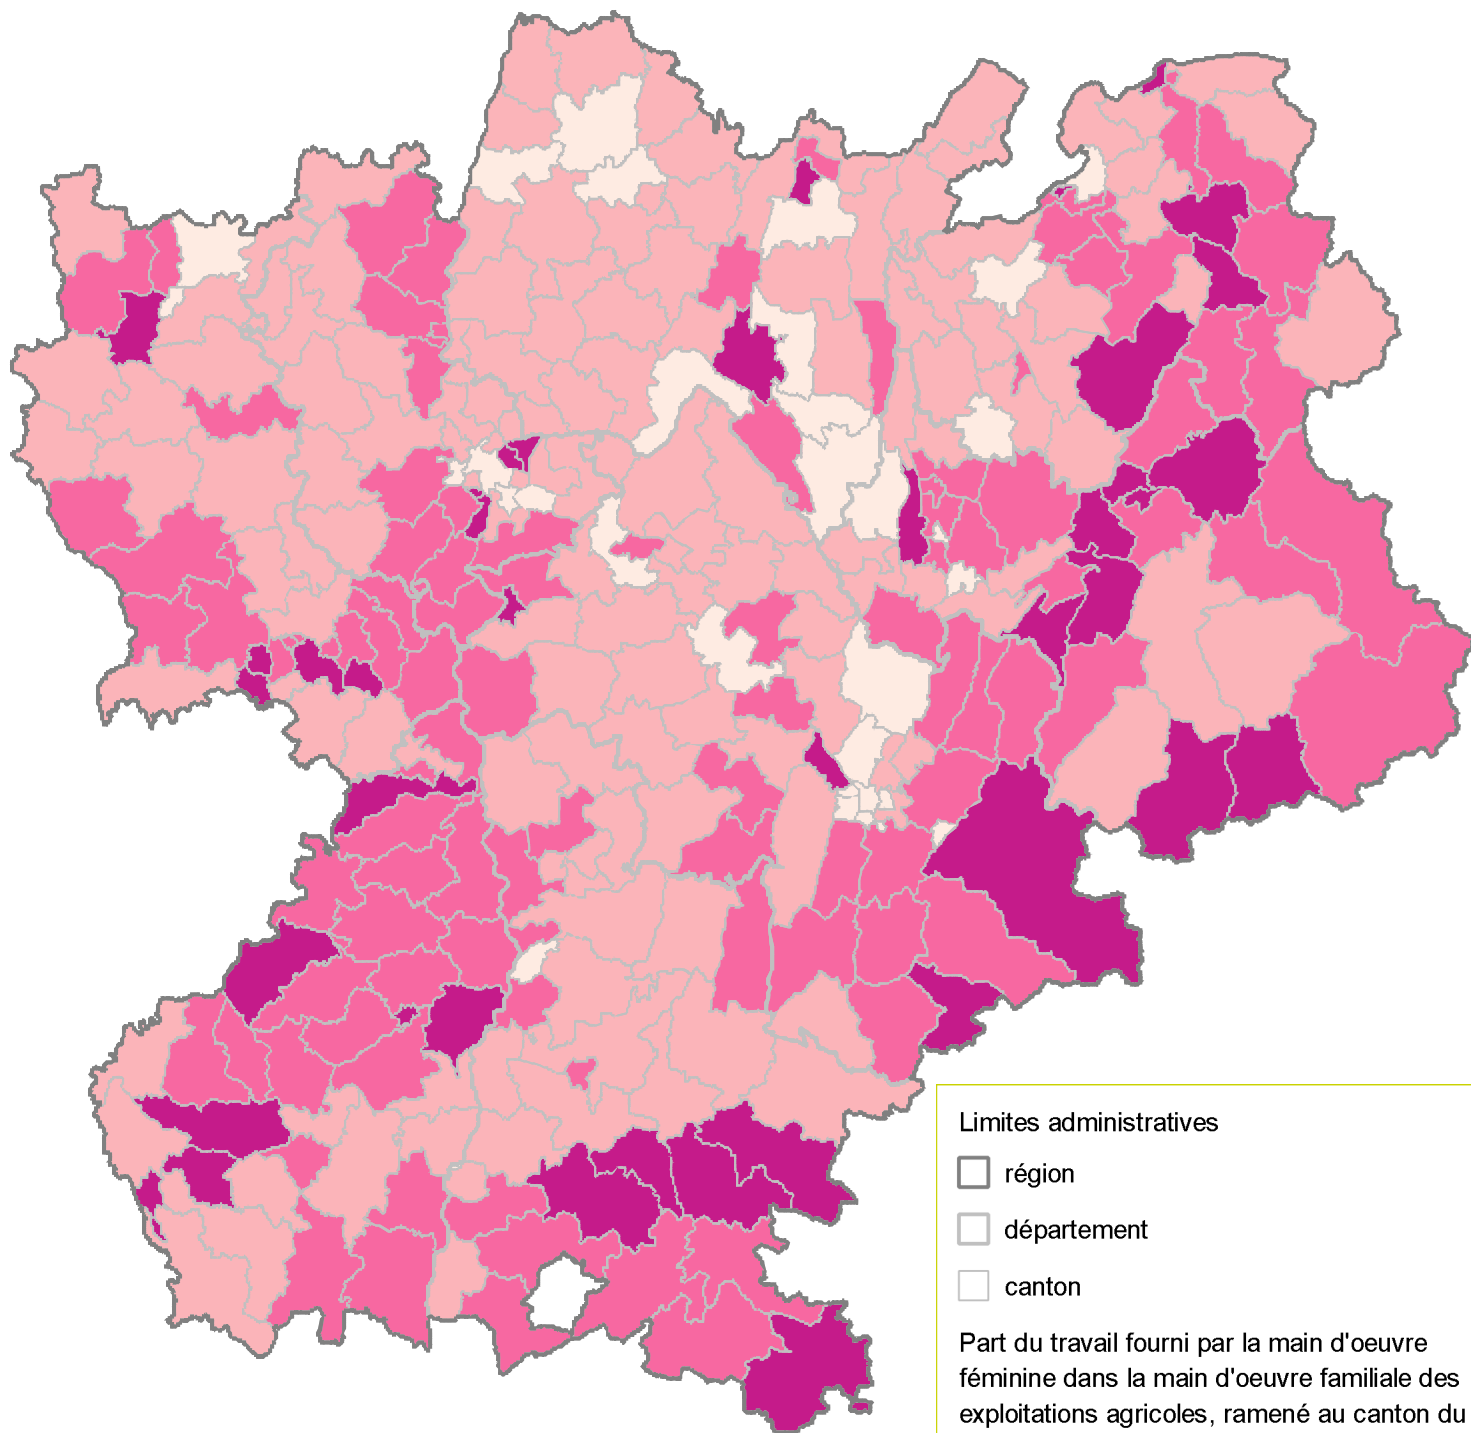 Limites administratives
région
département
canton
Part du travail fourni par la main d'oeuvre
féminine dans la main d'oeuvre familiale des
exploitations agricoles, ramené au canton du